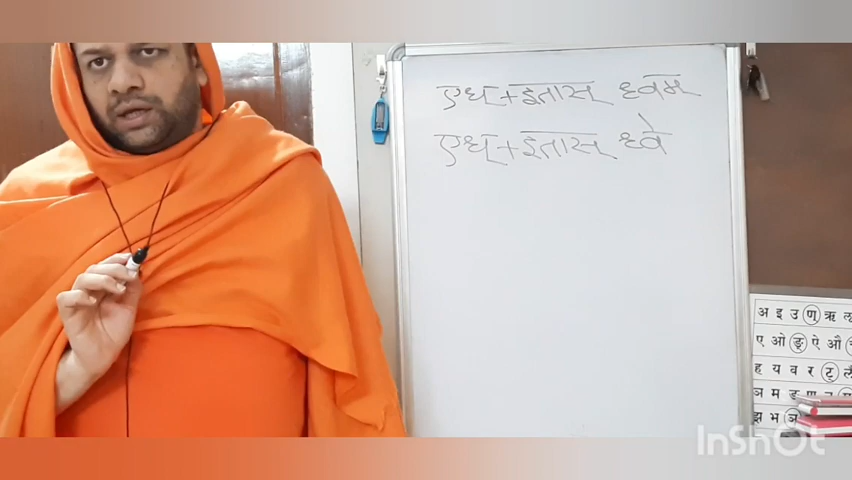 एध्+इतास् ध्वम्
एध्+इतास् ध्वे
अ इ उ ण् ऋ
ए ओ ङ् ऐ औ
ह य व र ट् ल
ञ म ङ ण न
झ भ ञ्
InShOt